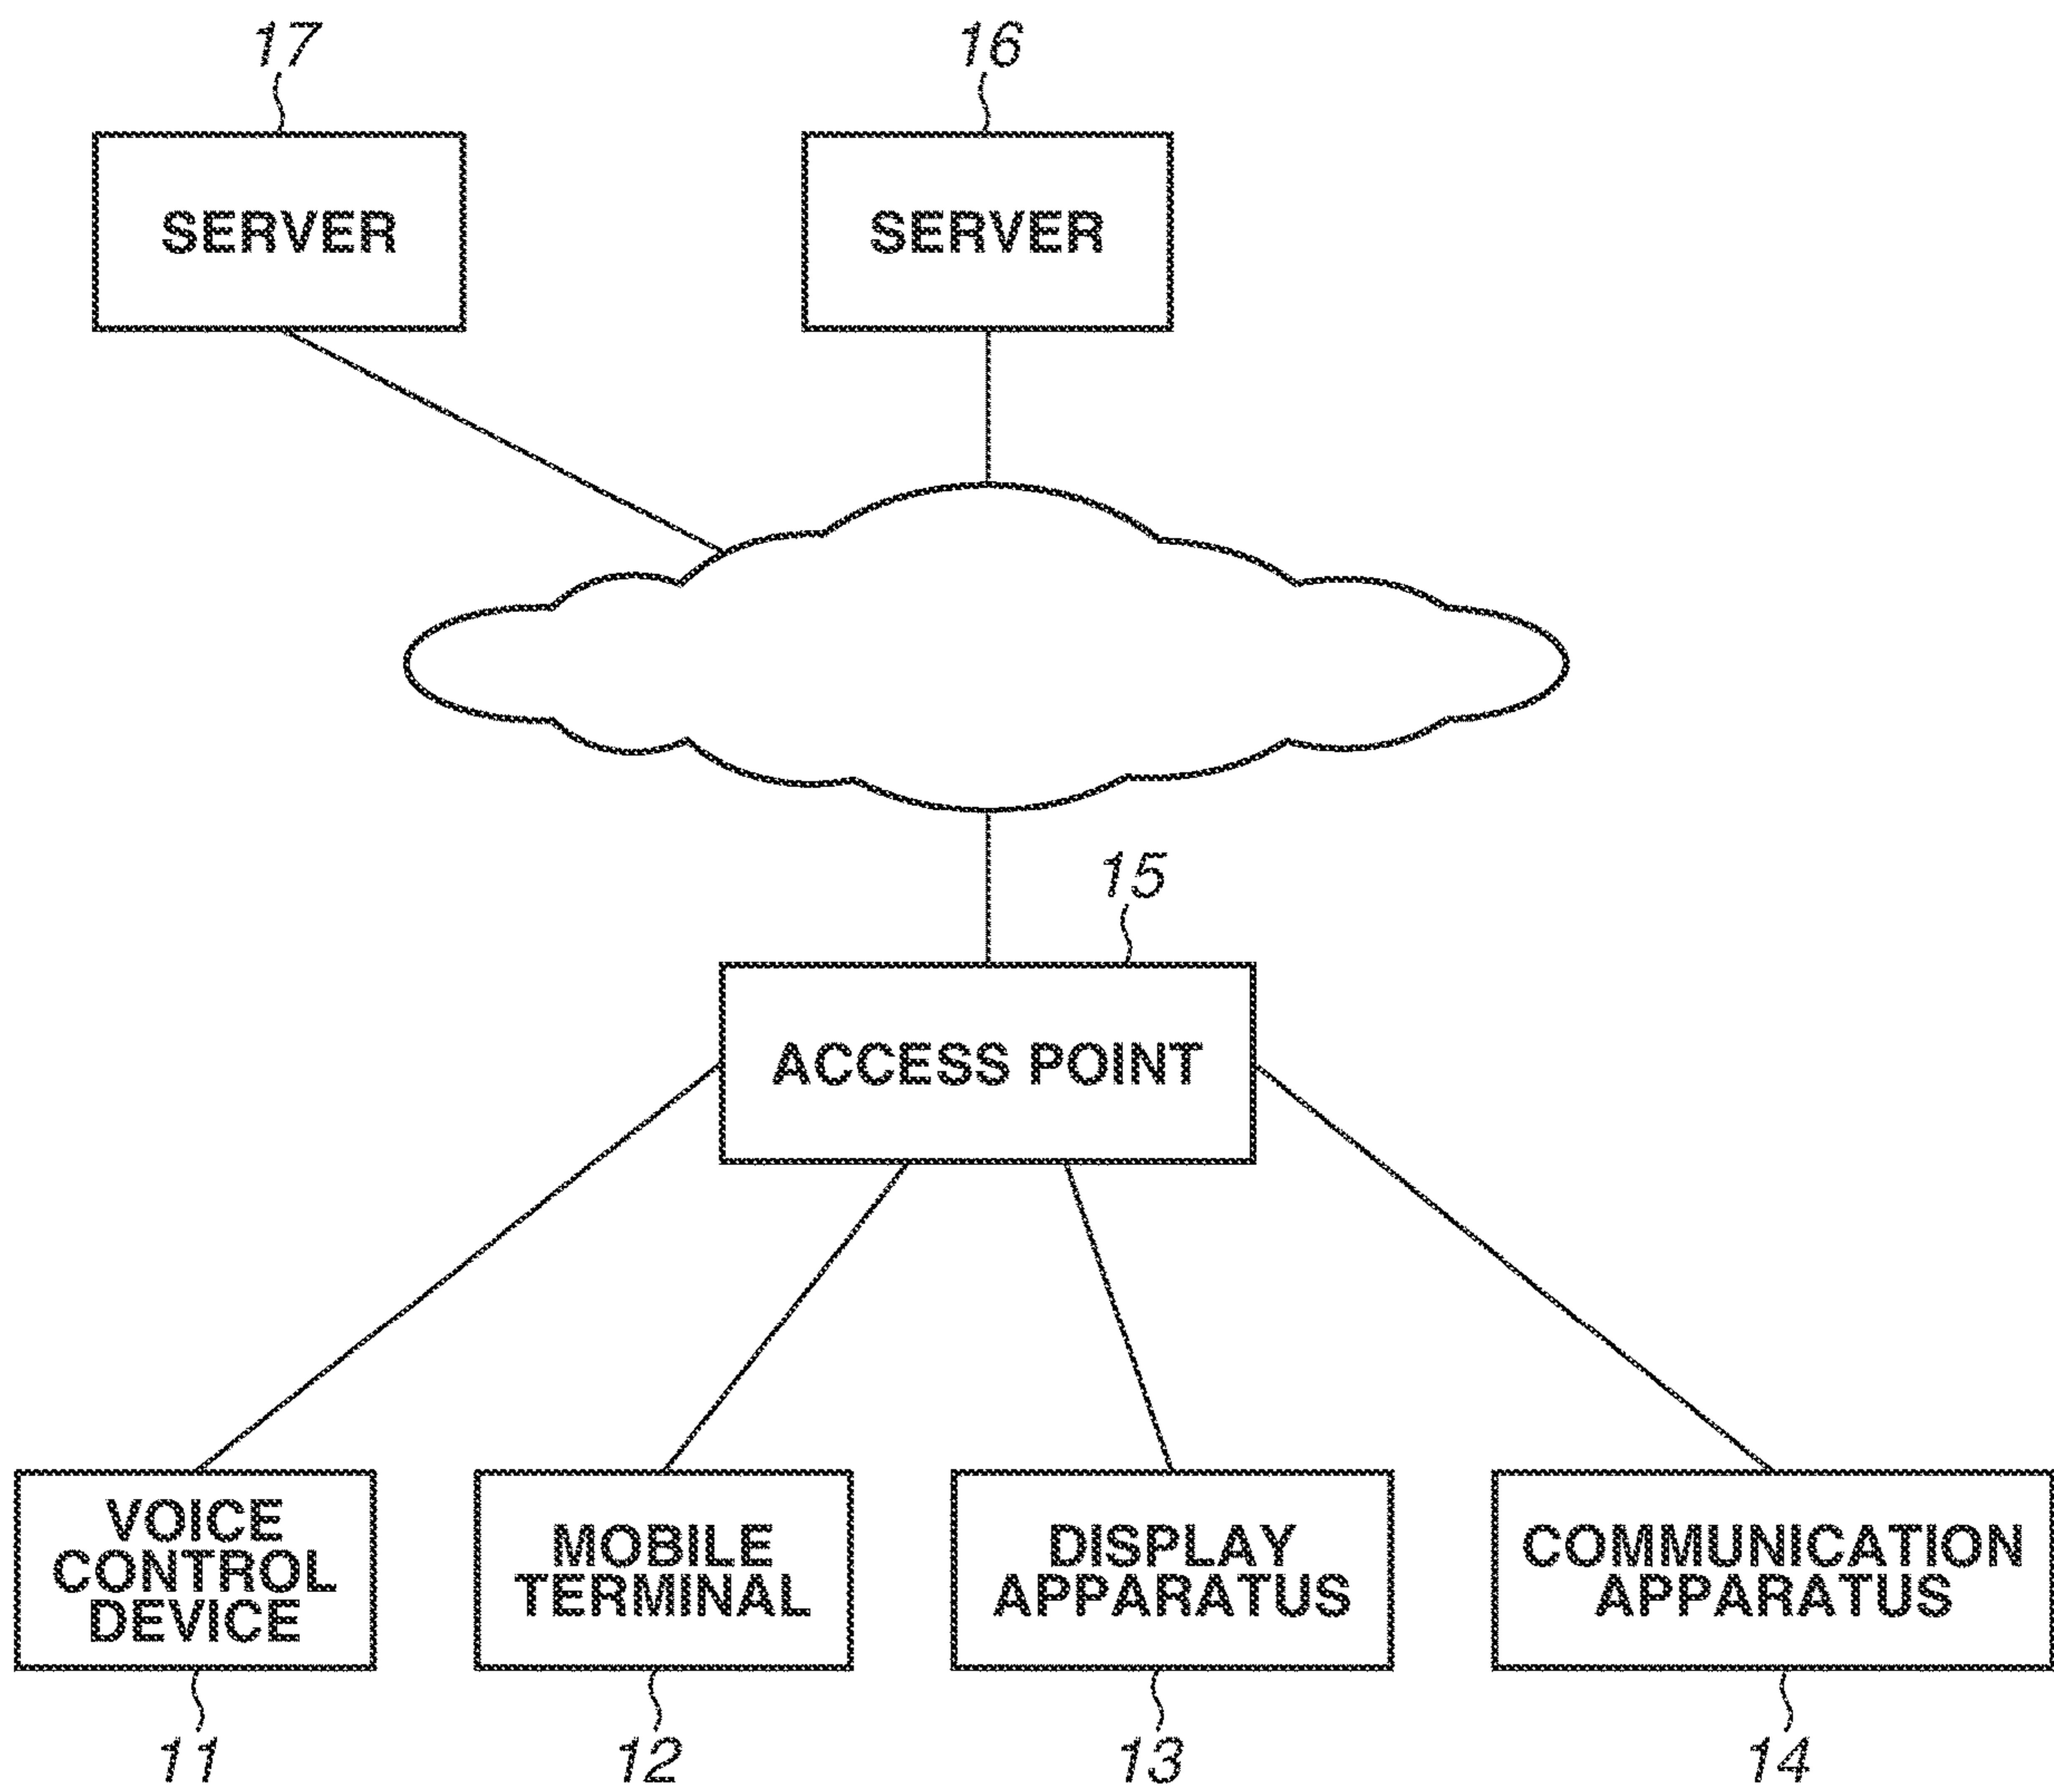 17
16
SERVER
SERVER
15
ACCESS POINT
VOICE
CONTROL
DEVICE
MOBILE
TERMINAL
DISPLAY
APPARATUS
COMMUNICATION
APPARATUS
11
12
13
14